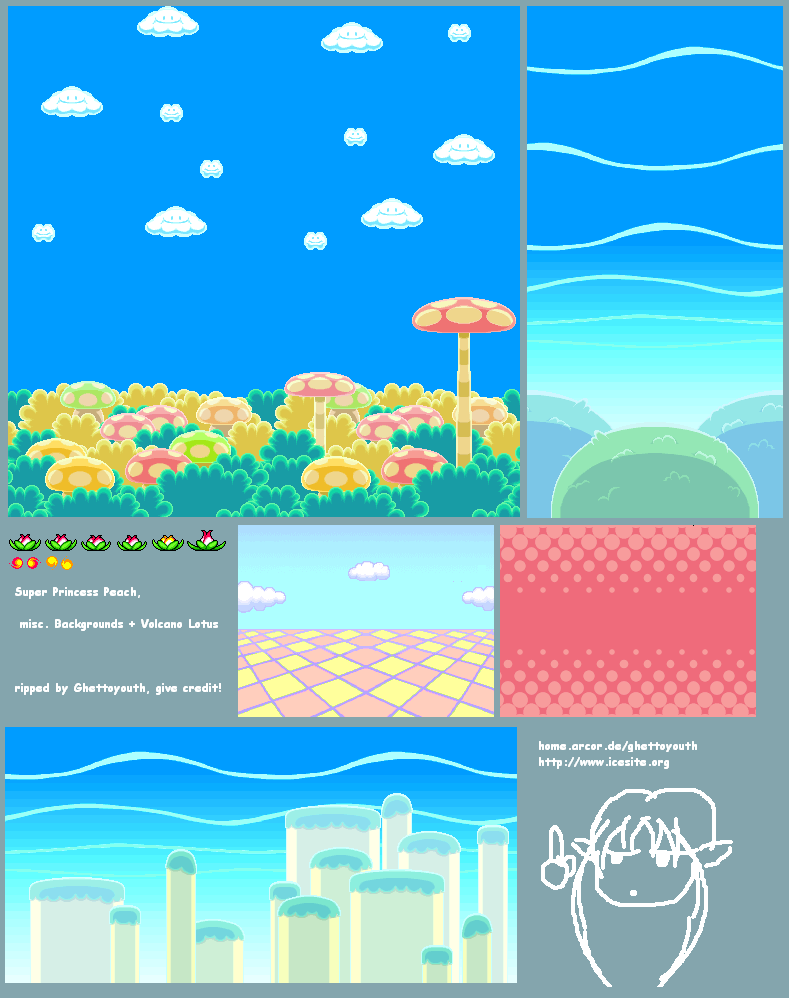 Super Princess Peach,
misc. Backgrounds + Volcano Lotus
ripped by Ghettoyouth, give credit!
home.arcor.de/ghettoyouth
http://www.icesite.org